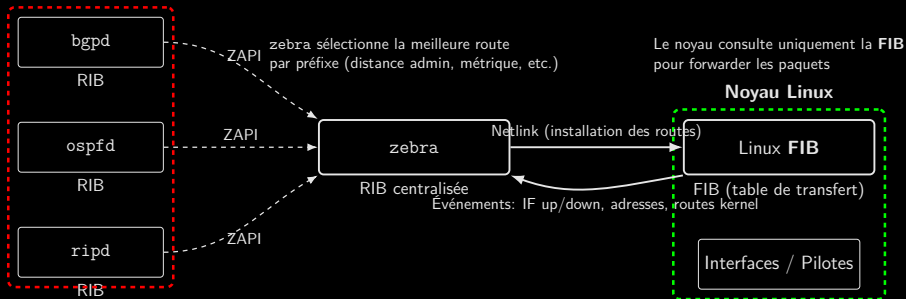 bgpd
RIB
ospfd
RIB
ripd
RIB
ZAPI
ZAPI
ZAPI
zebra sélectionne la meilleure route
par préfixe (distance admin, métrique, etc.)
zebra
RIB centralisée
Netlink (installation des routes)
Événements: IF up/down, adresses, routes kernel
Le noyau consulte uniquement la FIB
pour forwarder les paquets
Noyau Linux
Linux FIB
FIB (table de transfert)
Interfaces / Pilotes